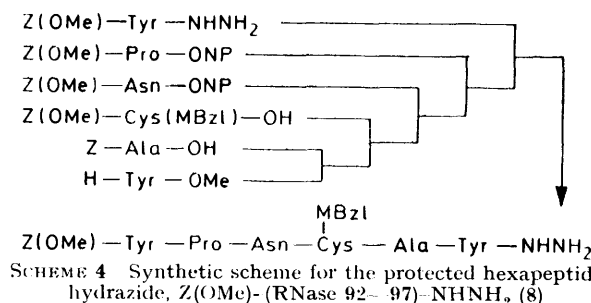 Z(OMe)—Tyr—NHNH₂
Z(OMe)—Pro—ONP
Z(OMe)—Asn—ONP
Z(OMe)—Cys(MBzl)—OH
Z—Ala—OH
H—Tyr—OMe
MBzl
Z(OMe)—Tyr—Pro—Asn—Cys—Ala—Tyr—NHNH₂
SCHEME 4 Synthetic scheme for the protected hexapeptid
hydrazide, Z(OMe)-(RNase 92–97)-NHNH₂ (8)